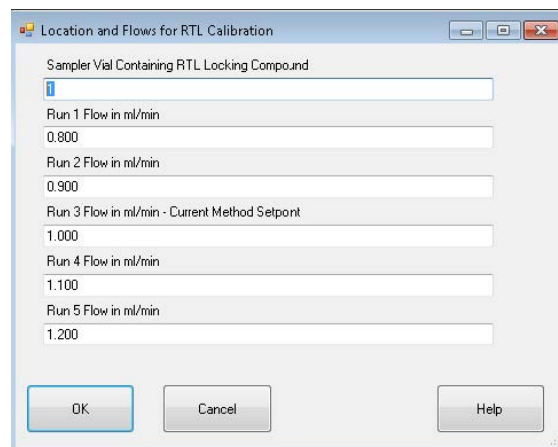 Location and Flows for RTL Calibration
Sampler Vial Containing RTL Locking Compound
1
Run 1 Flow in ml/min
0.800
Run 2 Flow in ml/min
0.900
Run 3 Flow in ml/min - Current Method Setpont
1.000
Run 4 Flow in ml/min
1.100
Run 5 Flow in ml/min
1.200
OK Cancel Help